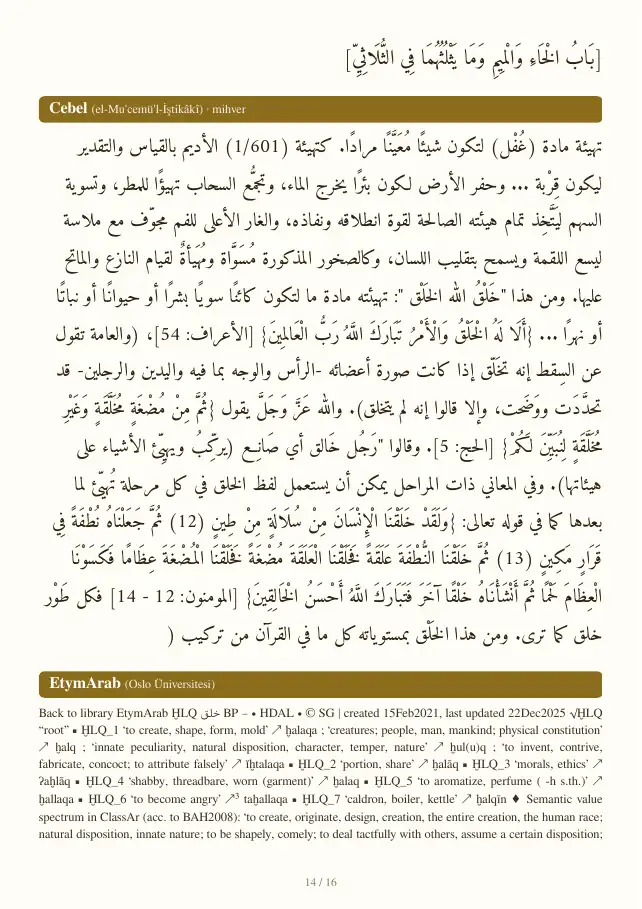 [بَابُ الْخَاءِ وَالْمِيمِ وَمَا يَثْلُثُهُمَا فِي الثُّلَاثِيِّ]
Cebel (el-Mu'cemü'l-İştikâkî) · mihver
تهيئة مادة (غُفْل) لتكون شيئًا مُعَيَّنًا مرادًا. كتهيئة (1/601) الأديم بالقياس والتقدير
ليكون قِرْبة ... وحفر الأرض لكون بئرًا يخرج الماء، وتجمُّع السحاب تهيؤًا للمطر، وتسوية
السهم لِيَتَّخِذ تمام هيئته الصالحة لقوة انطلاقه ونفاذه، والغار الأعلى للفم مجوّف مع ملاسة
ليسع اللقمة ويسمح بتقليب اللسان، وكالصخور المذكورة مُسَوَّاة ومُهَيأةٌ لقيام النازع والماتح
عليها. ومن هذا "خَلْقُ الله الخَلْق": تهيئته مادة ما لتكون كائنًا سويًا بشرًا أو حيوانًا أو نباتًا
أو نهرًا ... {أَلَا لَهُ الْخَلْقُ وَالْأَمْرُ تَبَارَكَ اللَّهُ رَبُّ الْعَالَمِينَ} [الأعراف: 54]، (والعامة تقول
عن السِقط إنه تَخَلّق إذا كانت صورة أعضائه -الرأس والوجه بما فيه واليدين والرجلين- قد
تحدَّدَت ووَضَحت، وإلا قالوا إنه لم يتخلق). والله عَزَّ وَجَلَّ يقول {ثُمَّ مِنْ مُضْغَةٍ مُخَلَّقَةٍ وَغَيْرِ
مُخَلَّقَةٍ لِنُبَيِّنَ لَكُمْ} [الحج: 5]. وقالوا "رَجُل خَالق أي صَانِع (يركّبُ ويهيِّئ الأشياء على
هيئاتها). وفي المعاني ذات المراحل يمكن أن يستعمل لفظ الخلق في كل مرحلة تُهيّئ لما
بعدها كما في قوله تعالى: {وَلَقَدْ خَلَقْنَا الْإِنْسَانَ مِنْ سُلَالَةٍ مِنْ طِينٍ (12) ثُمَّ جَعَلْنَاهُ نُطْفَةً فِي
قَرَارٍ مَكِينٍ (13) ثُمَّ خَلَقْنَا النُّطْفَةَ عَلَقَةً فَخَلَقْنَا الْعَلَقَةَ مُضْغَةً فَخَلَقْنَا الْمُضْغَةَ عِظَامًا فَكَسَوْنَا
الْعِظَامَ لَحْمًا ثُمَّ أَنْشَأْنَاهُ خَلْقًا آخَرَ فَتَبَارَكَ اللَّهُ أَحْسَنُ الْخَالِقِينَ} [المومنون: 12 - 14] فكل طَوْر
خلق كما ترى. ومن هذا الخَلْق بمستوياته كل ما في القرآن من تركيب (
EtymArab (Oslo Üniversitesi)
Back to library EtymArab ḪLQ خلق BP – • HDAL • © SG | created 15Feb2021, last updated 22Dec2025 √ḪLQ
“root” ▪ ḪLQ_1 ‘to create, shape, form, mold’ ↗ ḫalaqa ; ‘creatures; people, man, mankind; physical constitution’
↗ ḫalq ; ‘innate peculiarity, natural disposition, character, temper, nature’ ↗ ḫul(u)q ; ‘to invent, contrive,
fabricate, concoct; to attribute falsely’ ↗ ĭḫtalaqa ▪ ḪLQ_2 ‘portion, share’ ↗ ḫalāq ▪ ḪLQ_3 ‘morals, ethics’ ↗
ʔaḫlāq ▪ ḪLQ_4 ‘shabby, threadbare, worn (garment)’ ↗ ḫalaq ▪ ḪLQ_5 ‘to aromatize, perfume ( -h s.th.)’ ↗
ḫallaqa ▪ ḪLQ_6 ‘to become angry’ ↗³ taḫallaqa ▪ ḪLQ_7 ‘caldron, boiler, kettle’ ↗ ḫalqīn ♦ Semantic value
spectrum in ClassAr (acc. to BAH2008): ‘to create, originate, design, creation, the entire creation, the human race;
natural disposition, innate nature; to be shapely, comely; to deal tactfully with others, assume a certain disposition;
14 / 16